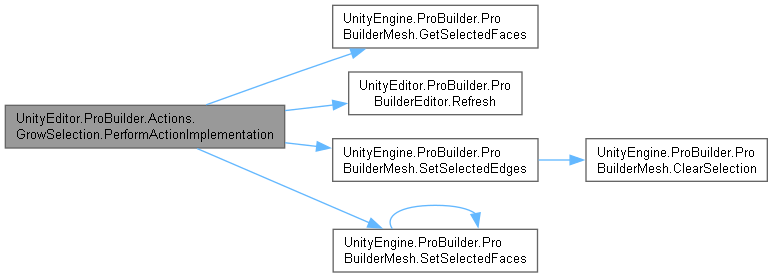 UnityEngine.ProBuilder.Pro
BuilderMesh.GetSelectedFaces
UnityEditor.ProBuilder.Pro
BuilderEditor.Refresh
UnityEditor.ProBuilder.Actions.
GrowSelection.PerformActionImplementation
UnityEngine.ProBuilder.Pro
BuilderMesh.SetSelectedEdges
UnityEngine.ProBuilder.Pro
BuilderMesh.ClearSelection
UnityEngine.ProBuilder.Pro
BuilderMesh.SetSelectedFaces